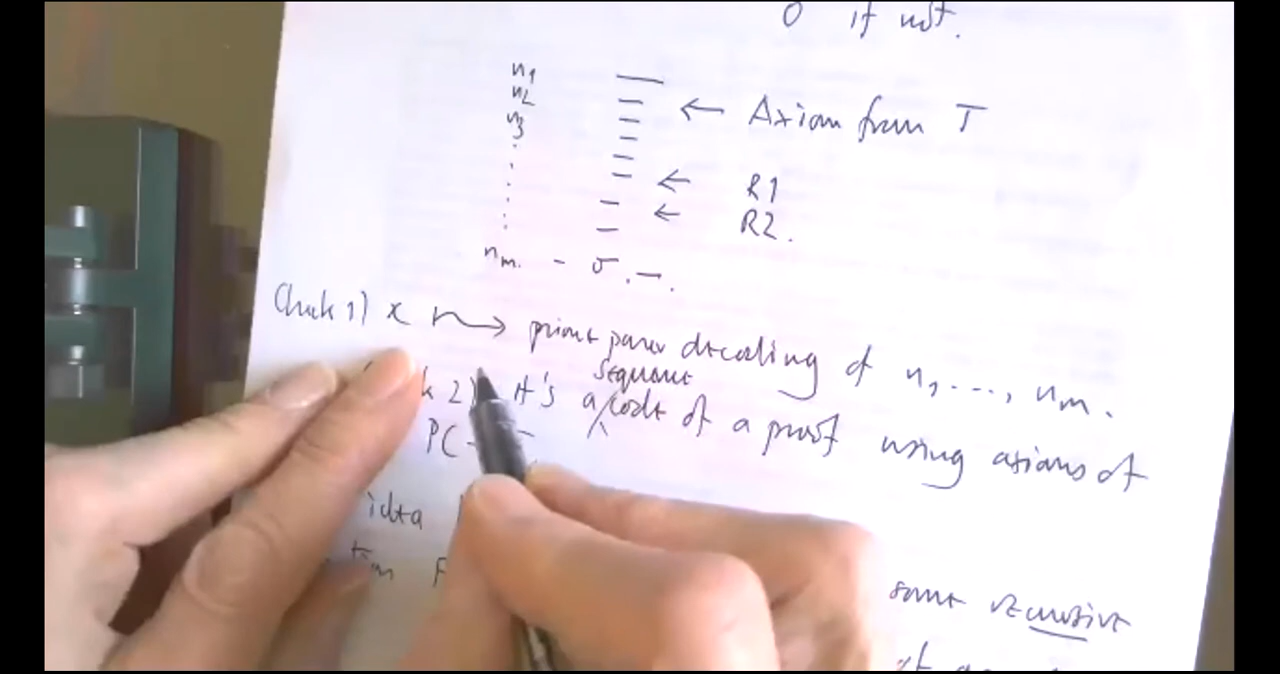 0 if not.
n1
n2 ← Axiom from T
n3
← R1
← R2.
nm. - σ . -.
Check 1) x → prime power decoding of n1, ..., nm.
k 2) it's a sequence code of a proof using axioms of
PC
idea
F
some recursive